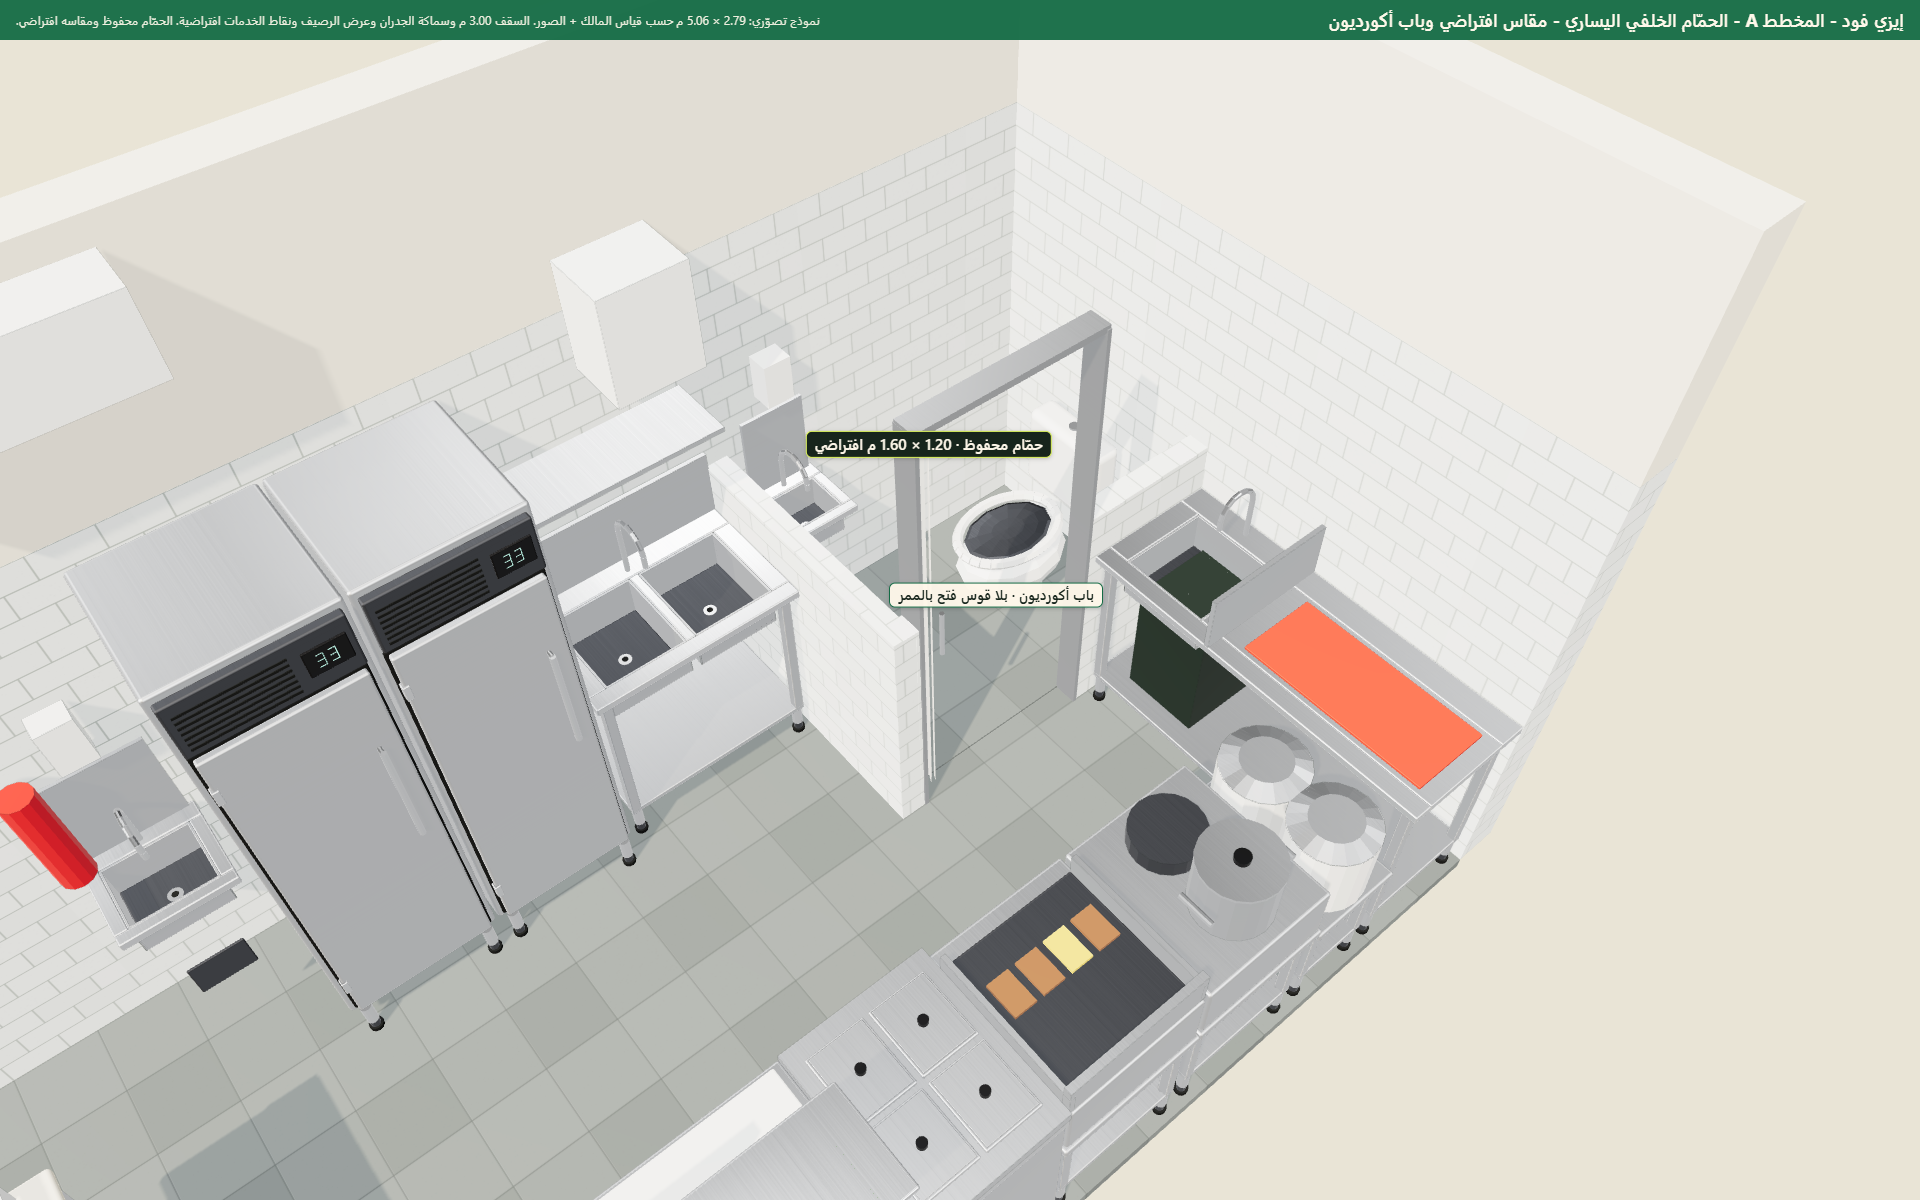 إيزي فود - المخطط A - الحمّام الخلفي اليساري - مقاس افتراضي وباب أكورديون
نموذج تصوّري: 2.79 × 5.06 م حسب قياس المالك + الصور. السقف 3.00 م وسماكة الجدران وعرض الرصيف ونقاط الخدمات افتراضية. الحمّام محفوظ ومقاسه افتراضي.
حمّام محفوظ · 1.20 × 1.60 م افتراضي
33
باب أكورديون · بلا قوس فتح بالممر
33